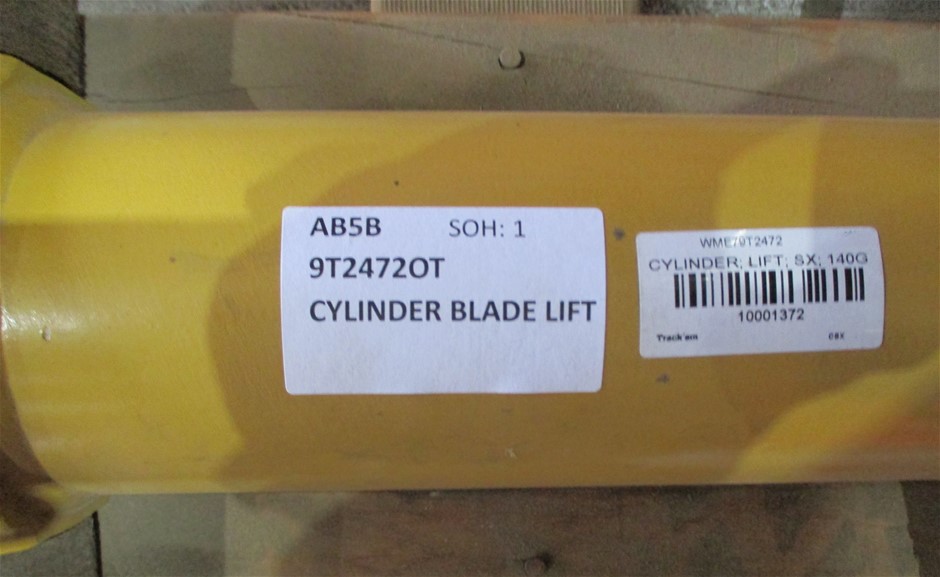 AB5B SOH: 1
9T2472OT
CYLINDER BLADE LIFT
WME79T2472
CYLINDER; LIFT; SX; 140G
10001372
Track'em